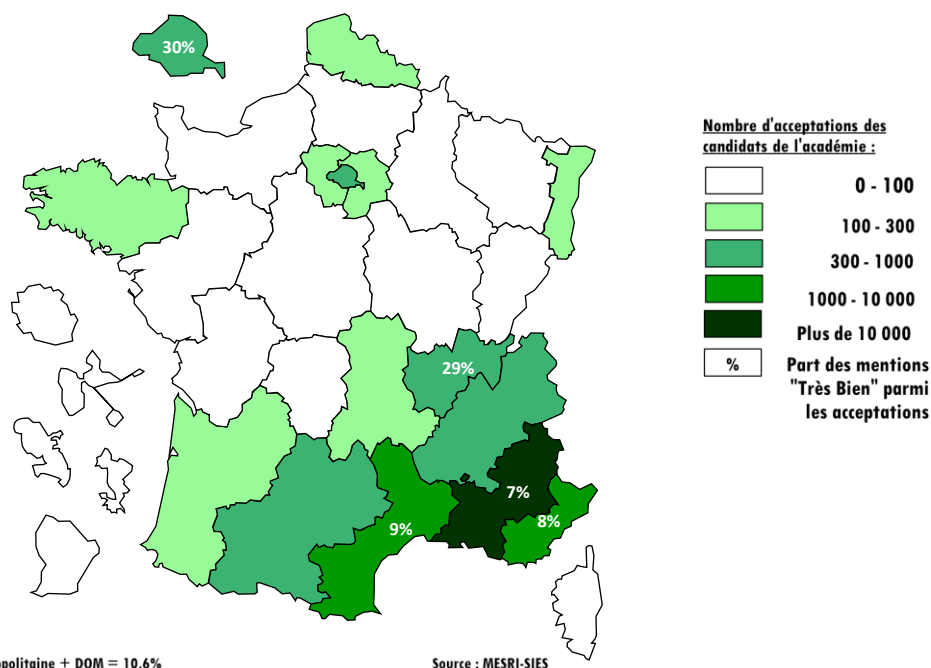 30%
Nombre d'acceptations des
candidats de l'académie :
0 - 100
100 - 300
300 - 1000
1000 - 10 000
Plus de 10 000
% Part des mentions
"Très Bien" parmi
les acceptations
29%
7%
8%
9%
+ DOM = 10,6%
Source : MESRI-SIES